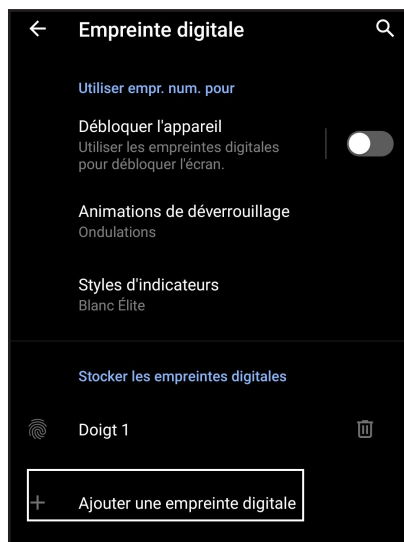 Empreinte digitale
Utiliser empr. num. pour
Débloquer l'appareil
Utiliser les empreintes digitales
pour débloquer l'écran.
Animations de déverrouillage
Ondulations
Styles d'indicateurs
Blanc Élite
Stocker les empreintes digitales
Doigt 1
Ajouter une empreinte digitale